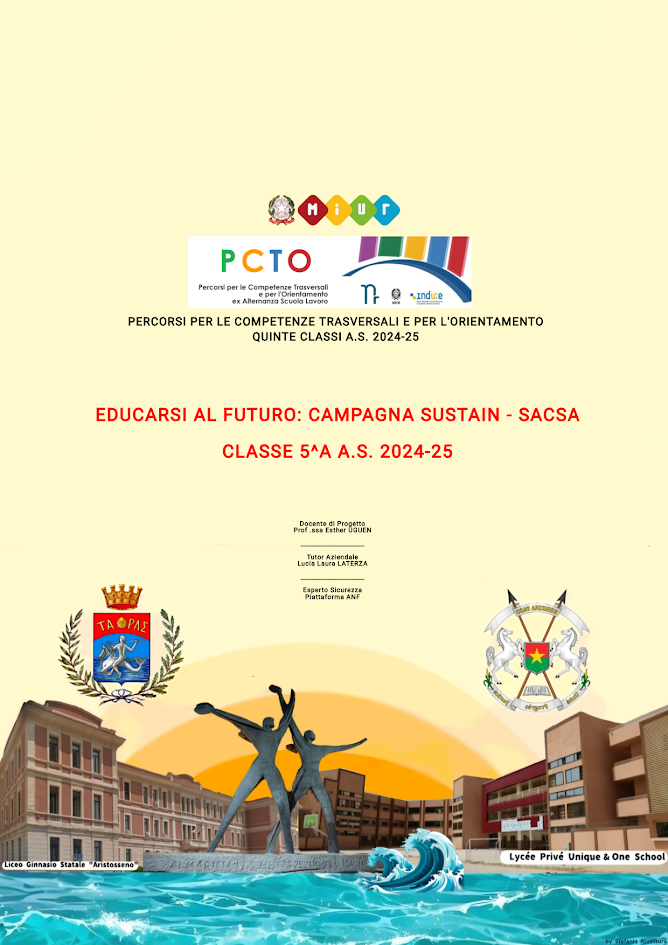 MIUR
PCTO
Percorsi per le Competenze Trasversali
e per l'Orientamento
ex Alternanza Scuola Lavoro
indice
PERCORSI PER LE COMPETENZE TRASVERSALI E PER L'ORIENTAMENTO
QUINTE CLASSI A.S. 2024-25
EDUCARSI AL FUTURO: CAMPAGNA SUSTAIN - SACSA
CLASSE 5^A A.S. 2024-25
Docente di Progetto
Prof .ssa Esther UGUEN
Tutor Aziendale
Lucia Laura LATERZA
Esperto Sicurezza
Piattaforma ANF
ΤΑΡΑΣ
Liceo Ginnasio Statale "Aristosseno"
Lycée Privé Unique & One School